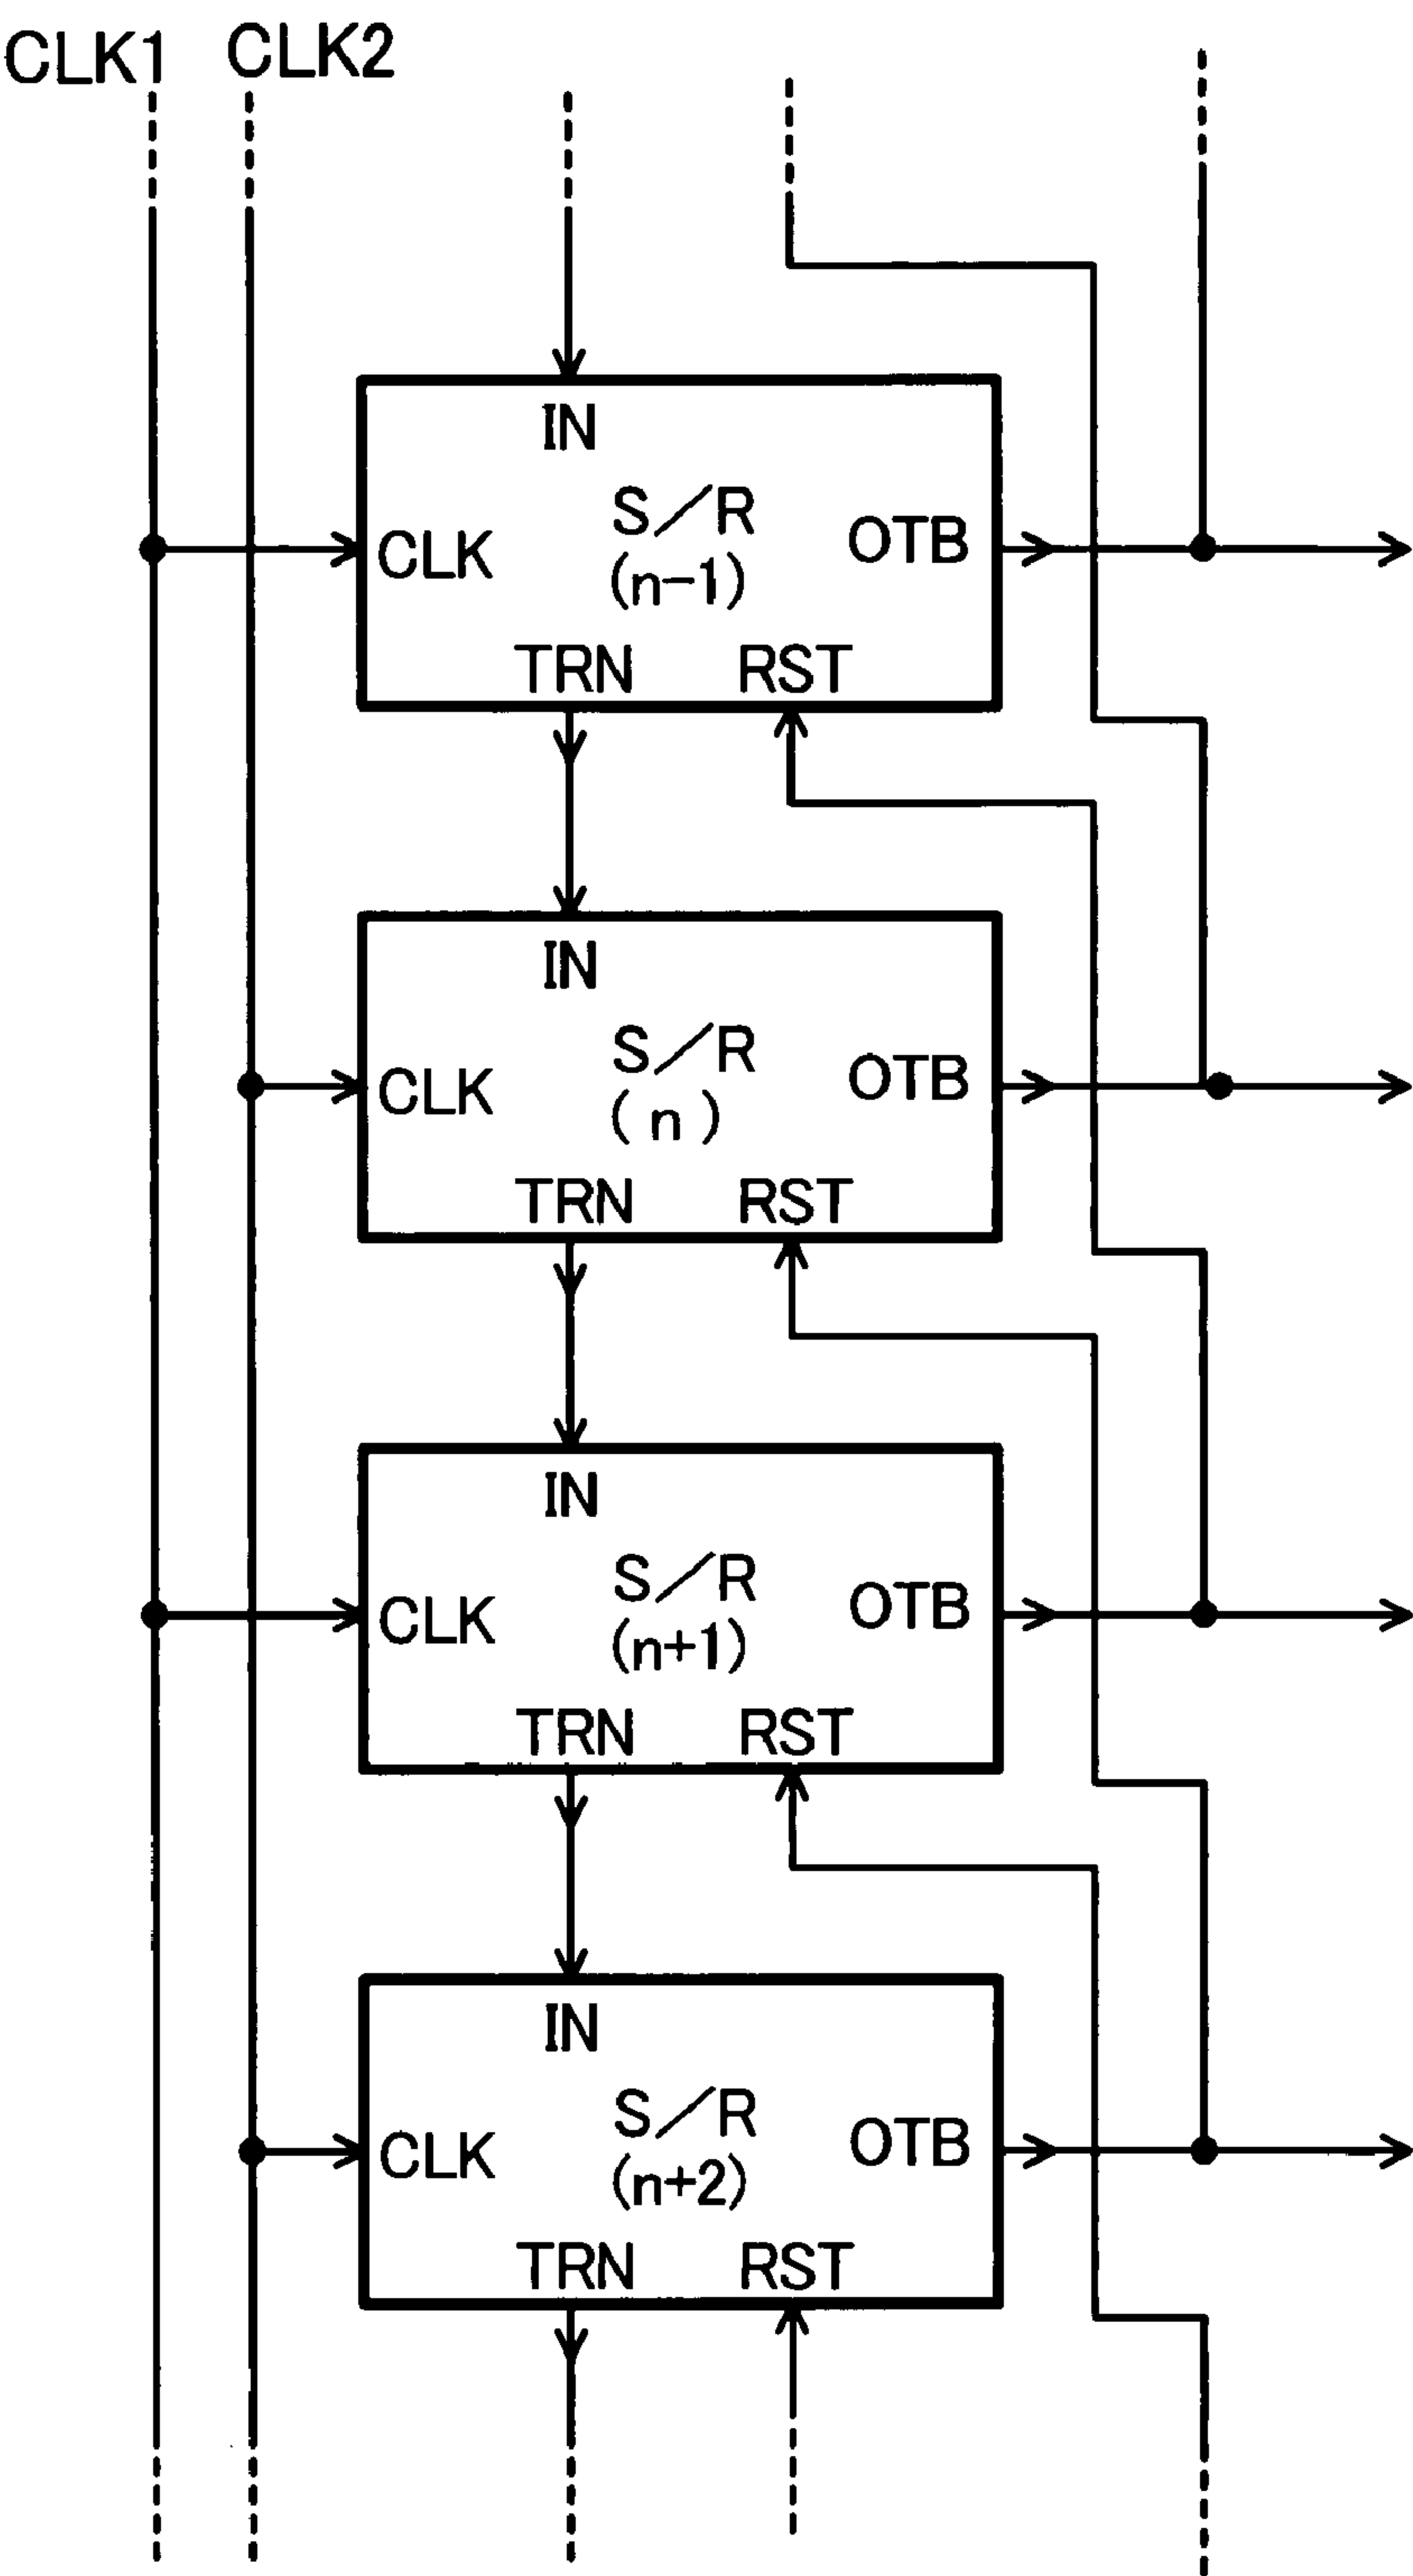 CLK1 CLK2
IN
S/R
CLK OTB
(n-1)
TRN RST
IN
S/R
CLK OTB
( n )
TRN RST
IN
S/R
CLK OTB
(n+1)
TRN RST
IN
S/R
CLK OTB
(n+2)
TRN RST